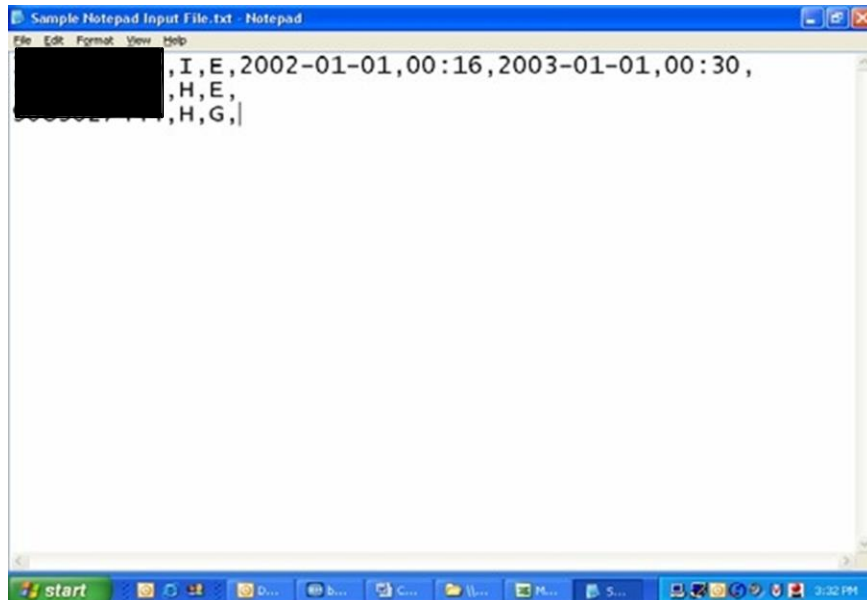 Sample Notepad Input File.txt - Notepad
File Edit Format View Help
,I,E,2002-01-01,00:16,2003-01-01,00:30,
,H,E,
,H,G,
start D... b... C... \\... M... S... 3:32 PM